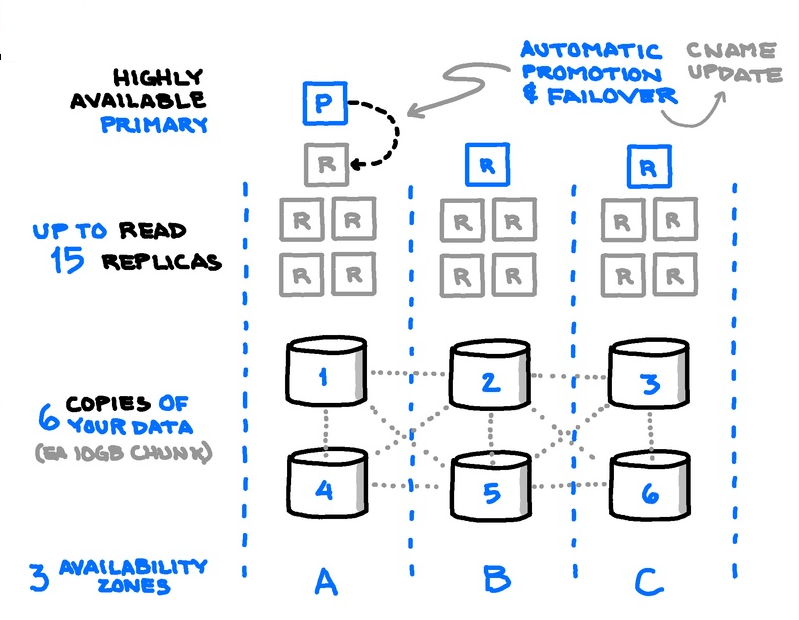 HIGHLY
AVAILABLE
PRIMARY
P
AUTOMATIC
PROMOTION
& FAILOVER
CNAME
UPDATE
R
R
R
UP TO READ
15 REPLICAS
R R R R R R
R R R R R R
6 COPIES OF
YOUR DATA
(EA 10GB CHUNK)
1 2 3
4 5 6
3 AVAILABILITY
ZONES
A B C